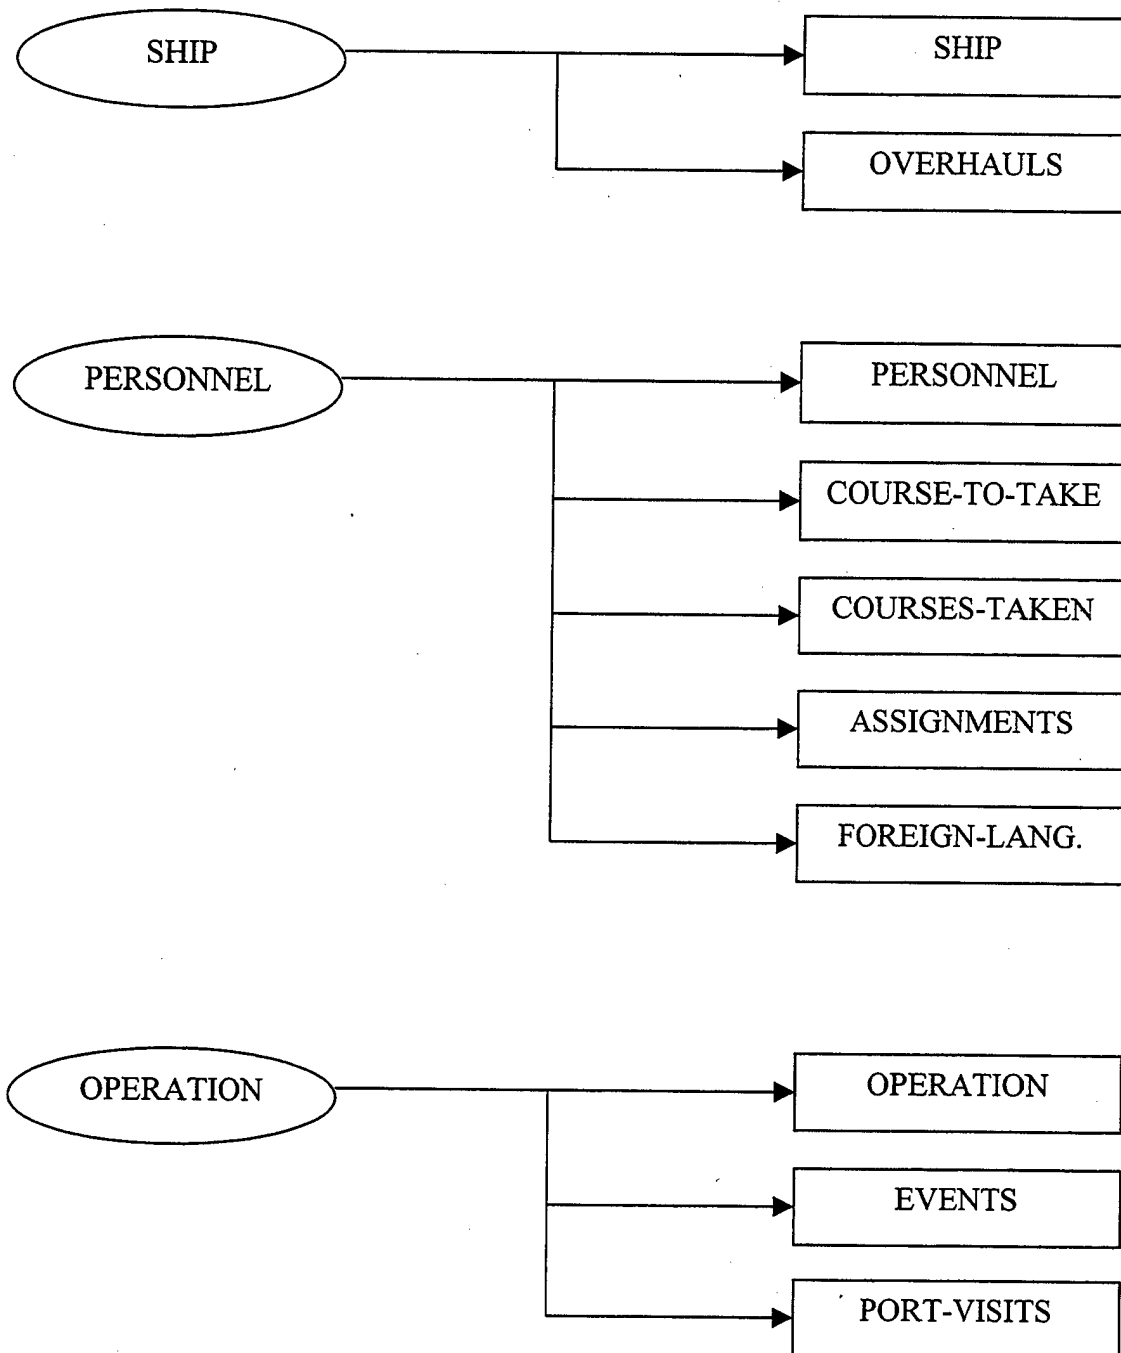 SHIP
SHIP
OVERHAULS
PERSONNEL
PERSONNEL
COURSE-TO-TAKE
COURSES-TAKEN
ASSIGNMENTS
FOREIGN-LANG.
OPERATION
OPERATION
EVENTS
PORT-VISITS